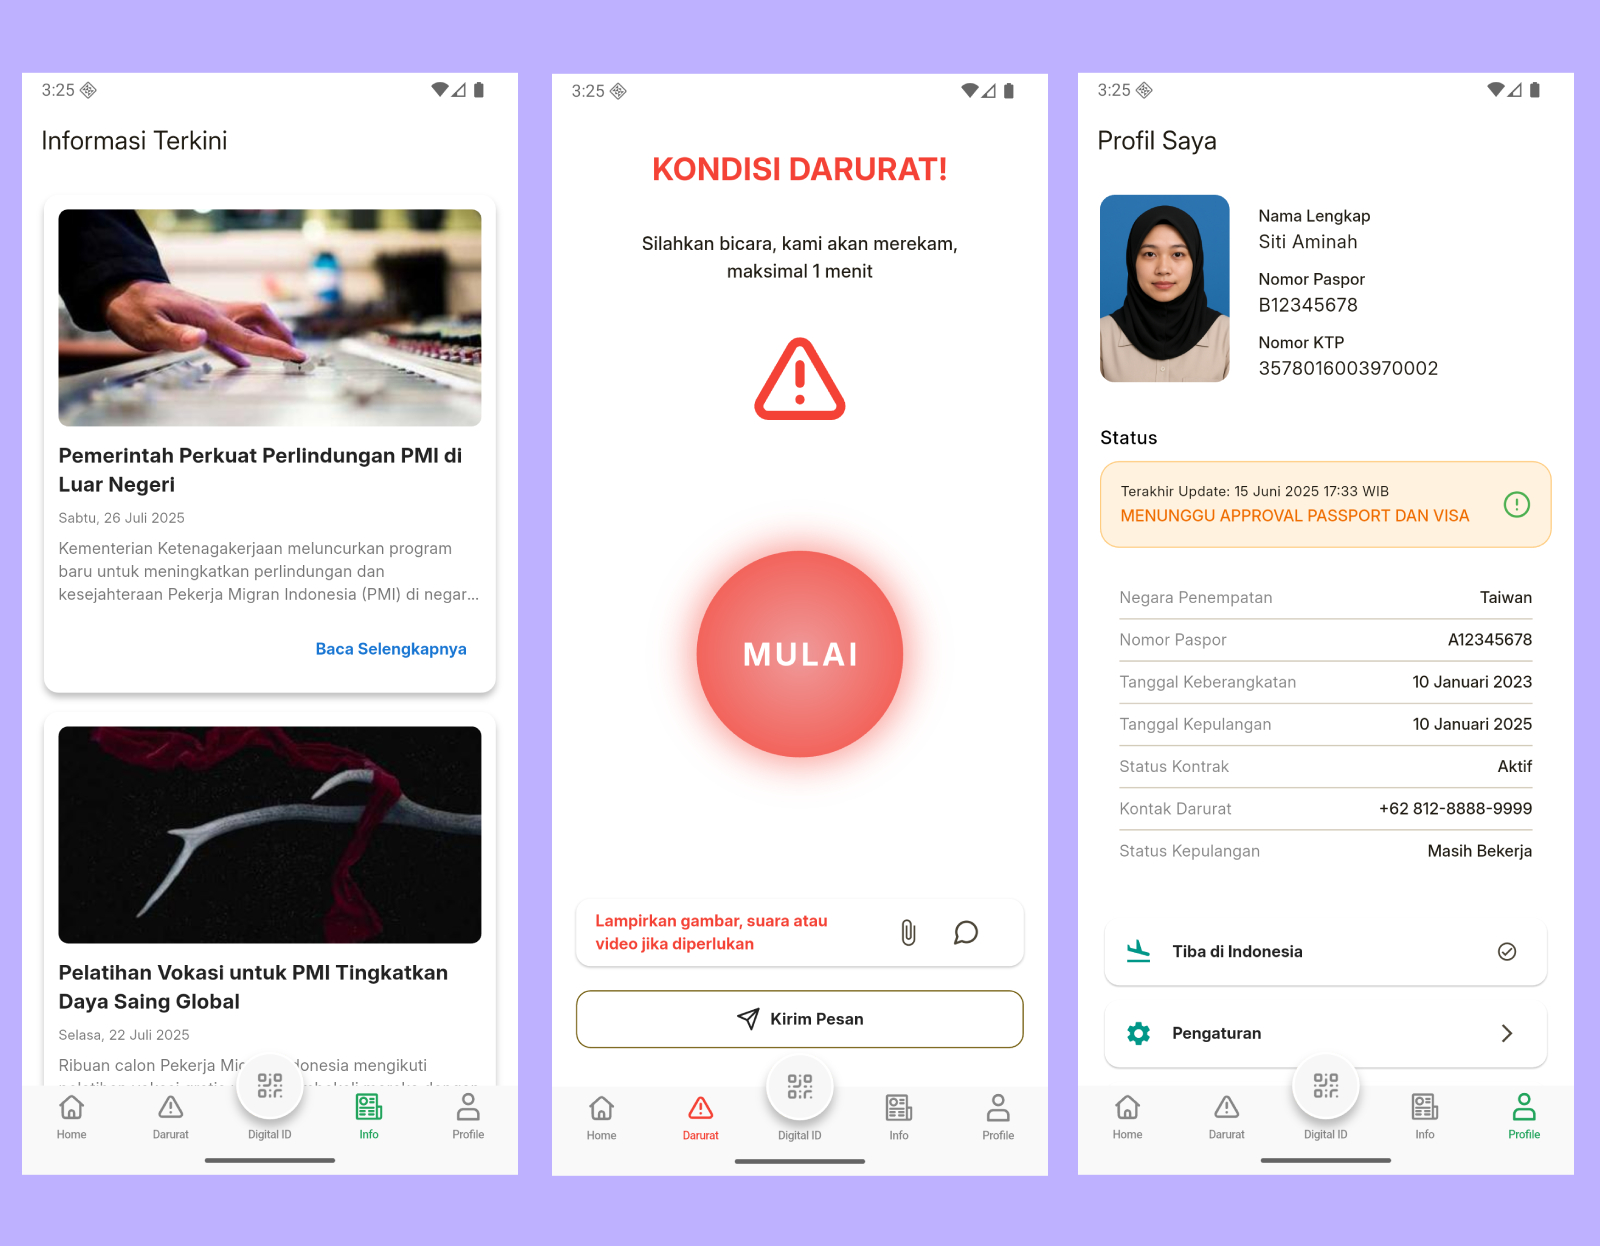 3:25
Informasi Terkini
Pemerintah Perkuat Perlindungan PMI di
Luar Negeri
Sabtu, 26 Juli 2025
Kementerian Ketenagakerjaan meluncurkan program
baru untuk meningkatkan perlindungan dan
kesejahteraan Pekerja Migran Indonesia (PMI) di negar...
Baca Selengkapnya
Pelatihan Vokasi untuk PMI Tingkatkan
Daya Saing Global
Selasa, 22 Juli 2025
Ribuan calon Pekerja mengikuti
Home
Darurat
Digital ID
Info
Profile
3:25
KONDISI DARURAT!
Silahkan bicara, kami akan merekam,
maksimal 1 menit
MULAI
Lampirkan gambar, suara atau
video jika diperlukan
Kirim Pesan
Home
Darurat
Digital ID
Info
Profile
3:25
Profil Saya
Nama Lengkap
Siti Aminah
Nomor Paspor
B12345678
Nomor KTP
3578016003970002
Status
Terakhir Update: 15 Juni 2025 17:33 WIB
MENUNGGU APPROVAL PASSPORT DAN VISA
Negara Penempatan Taiwan
Nomor Paspor A12345678
Tanggal Keberangkatan 10 Januari 2023
Tanggal Kepulangan 10 Januari 2025
Status Kontrak Aktif
Kontak Darurat +62 812-8888-9999
Status Kepulangan Masih Bekerja
Tiba di Indonesia
Pengaturan
Home
Darurat
Digital ID
Info
Profile